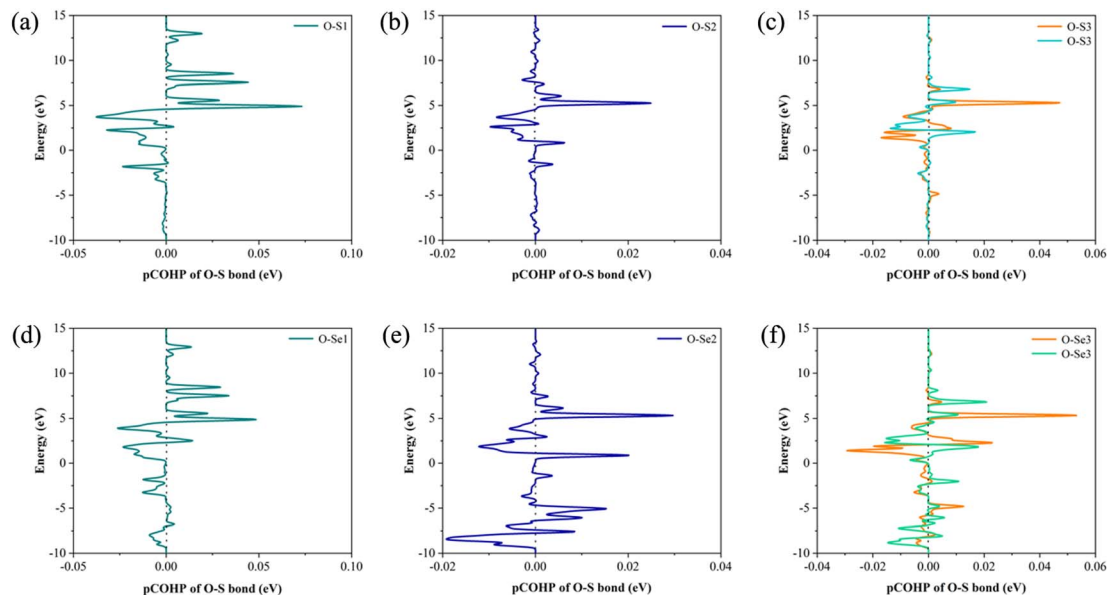 (a)
15
10
5
0
-5
-10
Energy (eV)
-0.05 0.00 0.05 0.10
pCOHP of O-S bond (eV)
O-S1
(b)
15
10
5
0
-5
-10
Energy (eV)
-0.02 0.00 0.02 0.04
pCOHP of O-S bond (eV)
O-S2
(c)
15
10
5
0
-5
-10
Energy (eV)
-0.04 -0.02 0.00 0.02 0.04 0.06
pCOHP of O-S bond (eV)
O-S3
O-S3
(d)
15
10
5
0
-5
-10
Energy (eV)
-0.05 0.00 0.05 0.10
pCOHP of O-S bond (eV)
O-Se1
(e)
15
10
5
0
-5
-10
Energy (eV)
-0.02 0.00 0.02 0.04
pCOHP of O-S bond (eV)
O-Se2
(f)
15
10
5
0
-5
-10
Energy (eV)
-0.04 -0.02 0.00 0.02 0.04 0.06
pCOHP of O-S bond (eV)
O-Se3
O-Se3